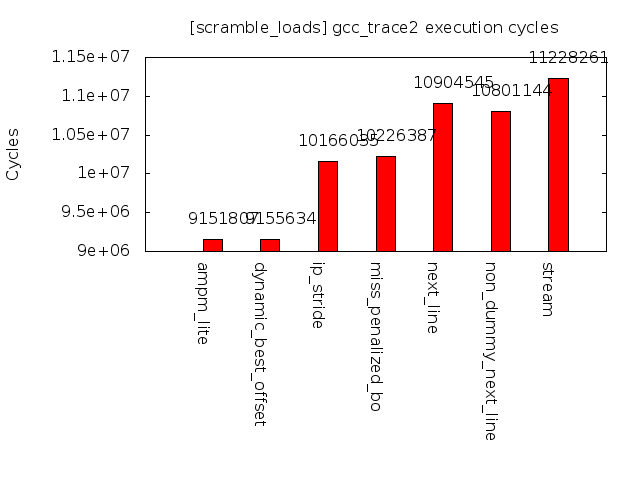 [scramble_loads] gcc_trace2 execution cycles
Cycles
1.15e+07
1.1e+07
1.05e+07
1e+07
9.5e+06
9e+06
9151807
9155634
10166035
10226387
10904545
10801144
11228261
ampm_lite
dynamic_best_offset
ip_stride
miss_penalized_bo
next_line
non_dummy_next_line
stream